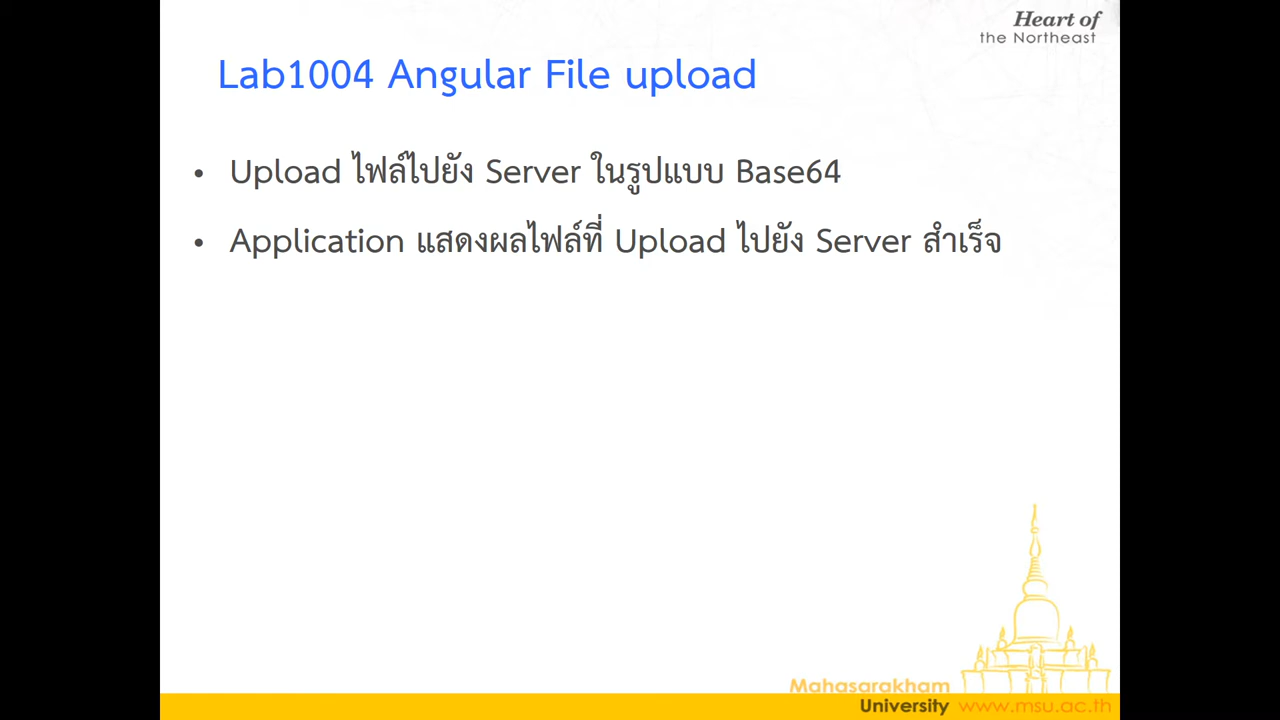 Heart of
the Northeast
Lab1004 Angular File upload
• Upload ไฟล์ไปยัง Server ในรูปแบบ Base64
• Application แสดงผลไฟล์ที่ Upload ไปยัง Server สำเร็จ
Mahasarakham
University www.msu.ac.th